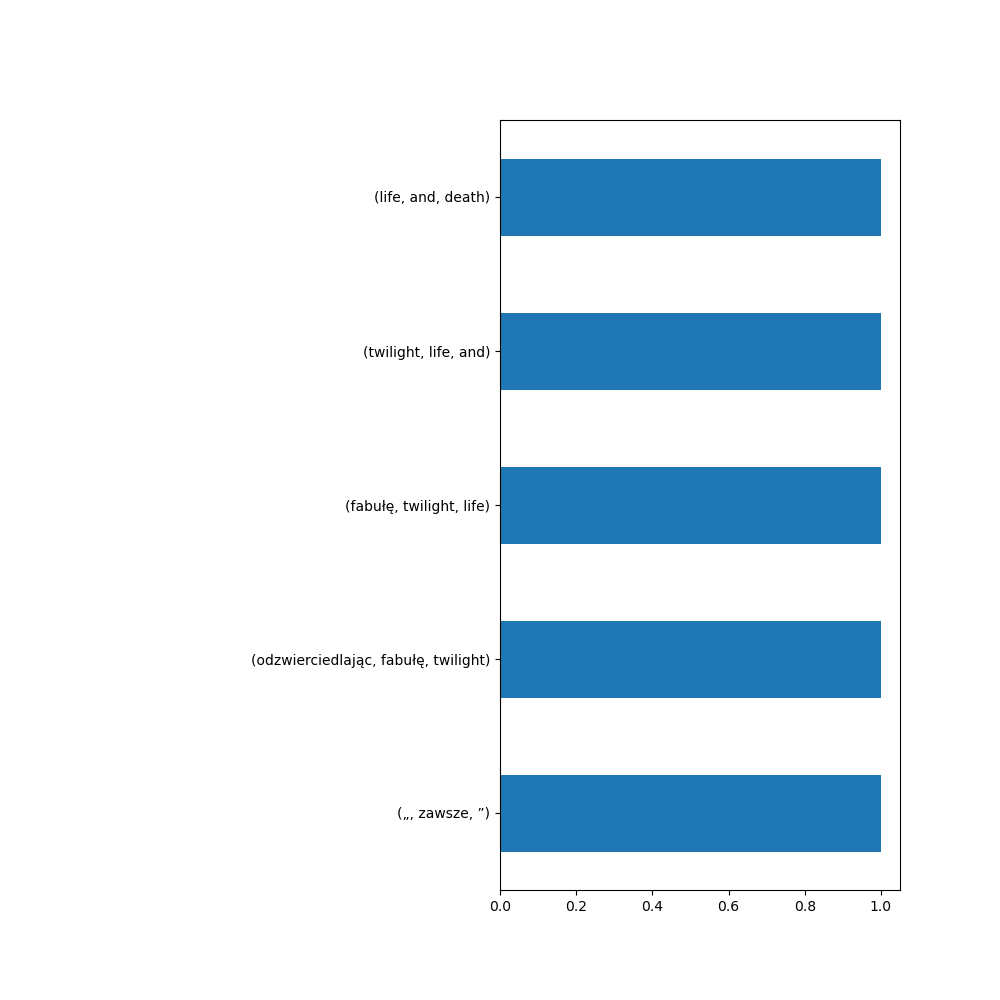 (life, and, death)
(twilight, life, and)
(fabułę, twilight, life)
(odzwierciedlając, fabułę, twilight)
(„, zawsze, ”)
0.0 0.2 0.4 0.6 0.8 1.0